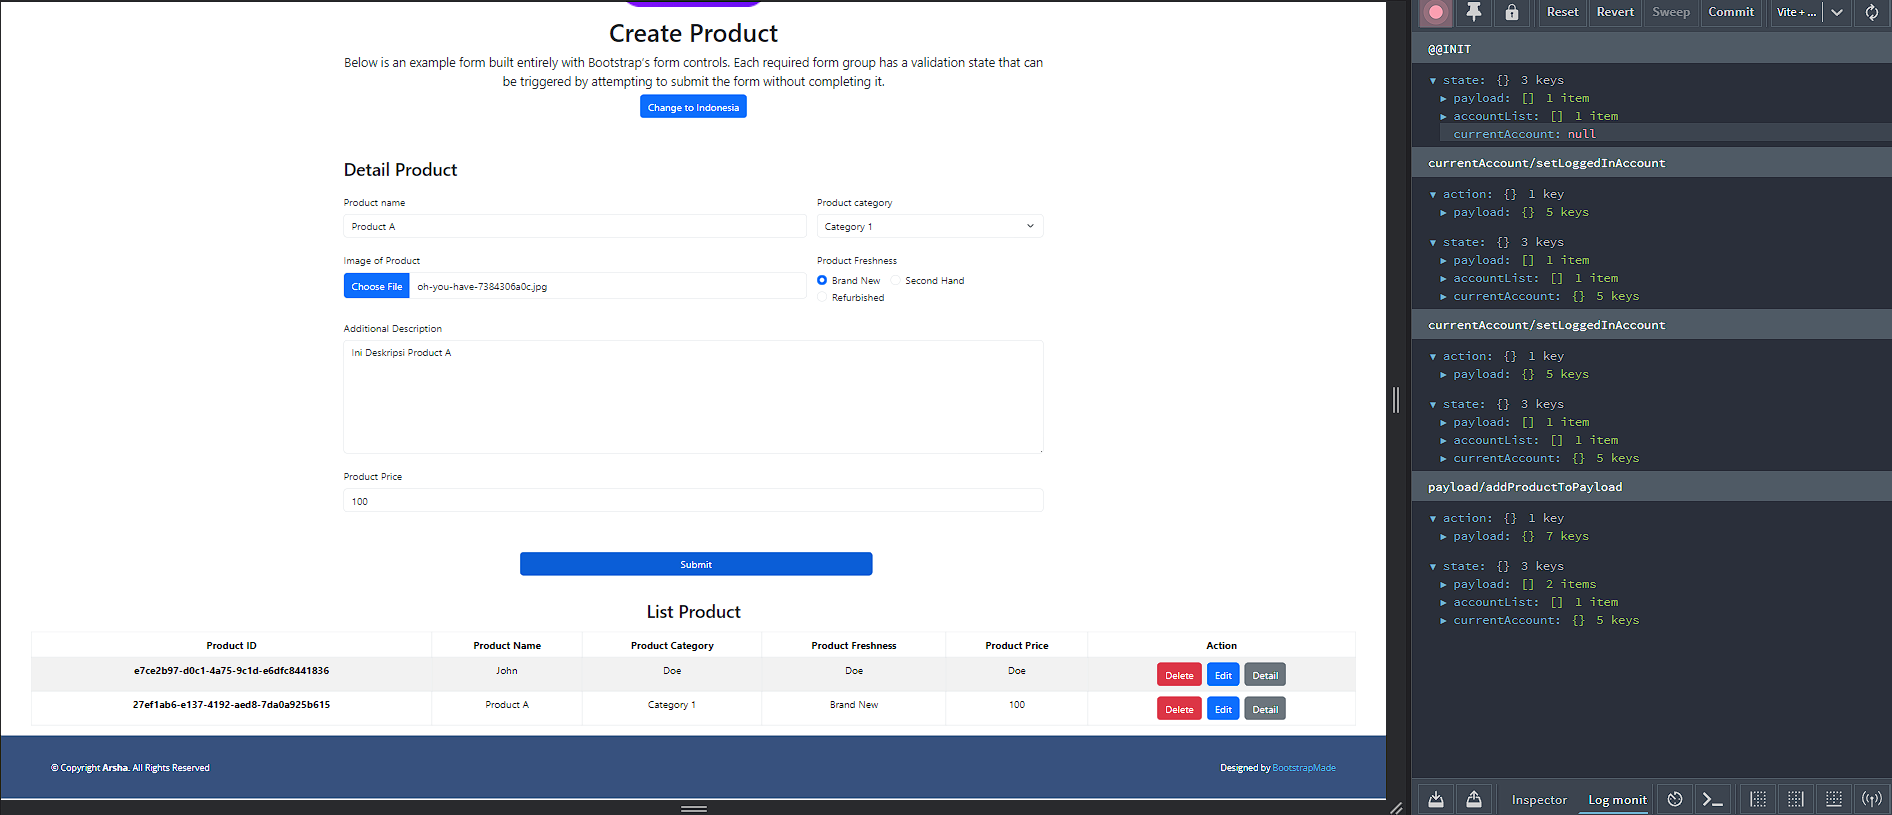 Create Product
Below is an example form built entirely with Bootstrap's form controls. Each required form group has a validation state that can
be triggered by attempting to submit the form without completing it.
Change to Indonesia
Detail Product
Product name
Product category
Product A
Category 1
Image of Product
Product Freshness
Choose File
oh-you-have-7384306a0c.jpg
Brand New
Second Hand
Refurbished
Additional Description
Ini Deskripsi Product A
Product Price
100
Submit
List Product
Product ID Product Name Product Category Product Freshness Product Price Action
e7ce2b97-d0c1-4a75-9c1d-e6dfc8441836 John Doe Doe Doe Delete Edit Detail
27ef1ab6-e137-4192-aed8-7da0a925b615 Product A Category 1 Brand New 100 Delete Edit Detail
© Copyright Arsha. All Rights Reserved
Designed by BootstrapMade
Reset Revert Sweep Commit Vite + ...
@@INIT
state: {} 3 keys
payload: [] 1 item
accountList: [] 1 item
currentAccount: null
currentAccount/setLoggedInAccount
action: {} 1 key
payload: {} 5 keys
state: {} 3 keys
payload: [] 1 item
accountList: [] 1 item
currentAccount: {} 5 keys
currentAccount/setLoggedInAccount
action: {} 1 key
payload: {} 5 keys
state: {} 3 keys
payload: [] 1 item
accountList: [] 1 item
currentAccount: {} 5 keys
payload/addProductToPayload
action: {} 1 key
payload: {} 7 keys
state: {} 3 keys
payload: [] 2 items
accountList: [] 1 item
currentAccount: {} 5 keys
Inspector Log monit